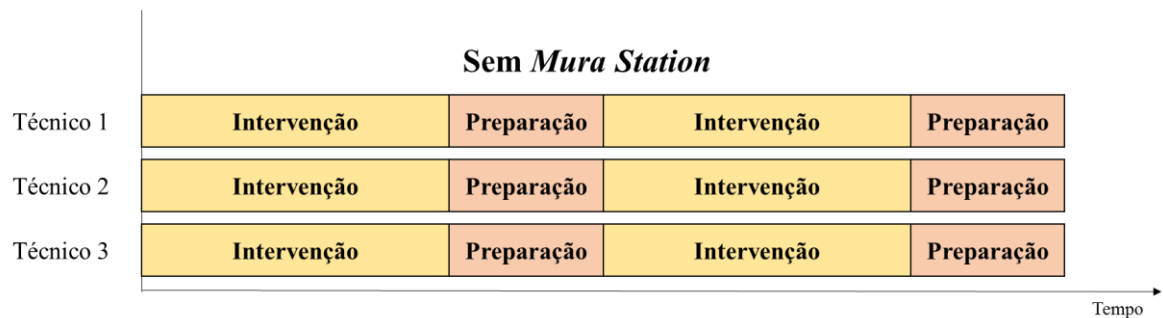 Sem Mura Station
Técnico 1 Intervenção Preparação Intervenção Preparação
Técnico 2 Intervenção Preparação Intervenção Preparação
Técnico 3 Intervenção Preparação Intervenção Preparação
Tempo